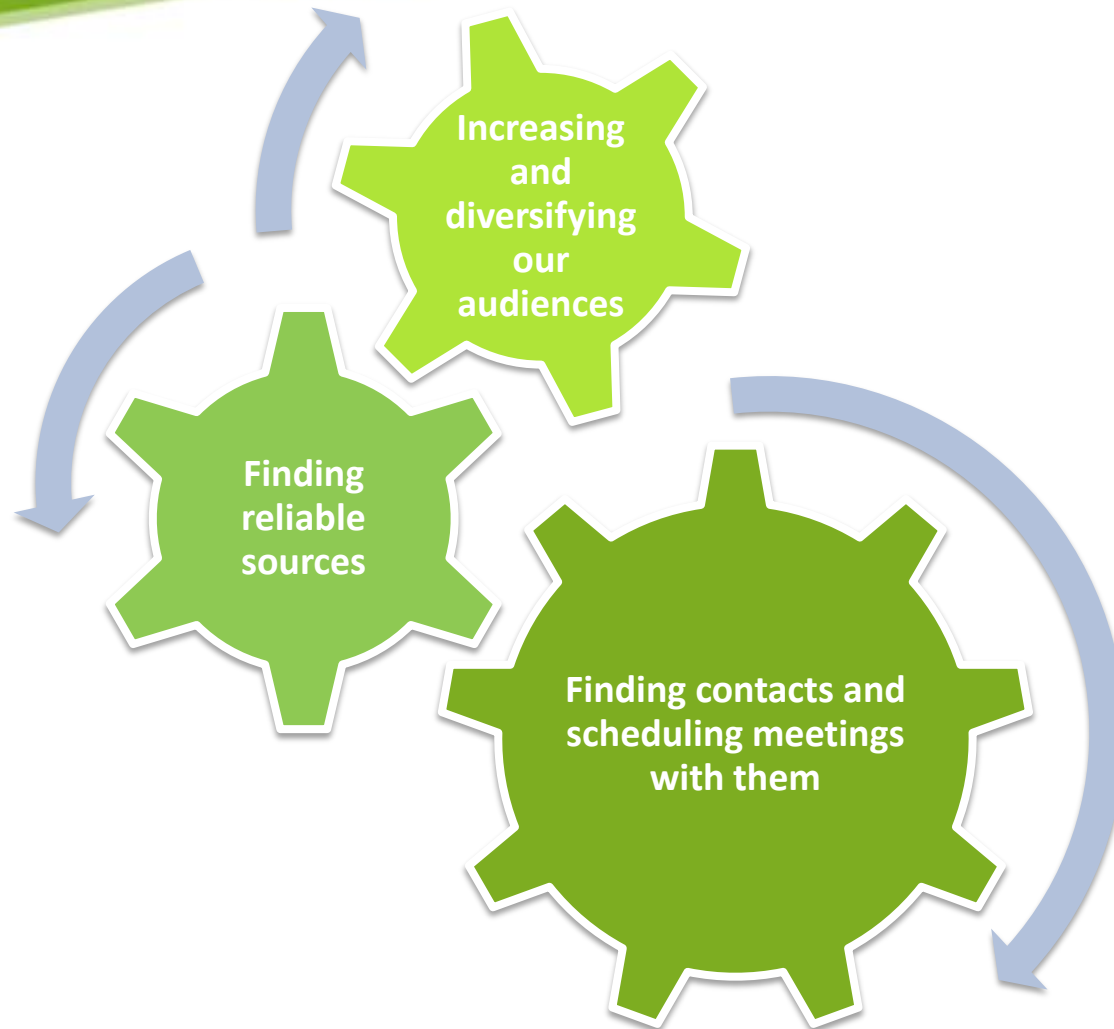 Increasing
and
diversifying
our
audiences
Finding
reliable
sources
Finding contacts and
scheduling meetings
with them